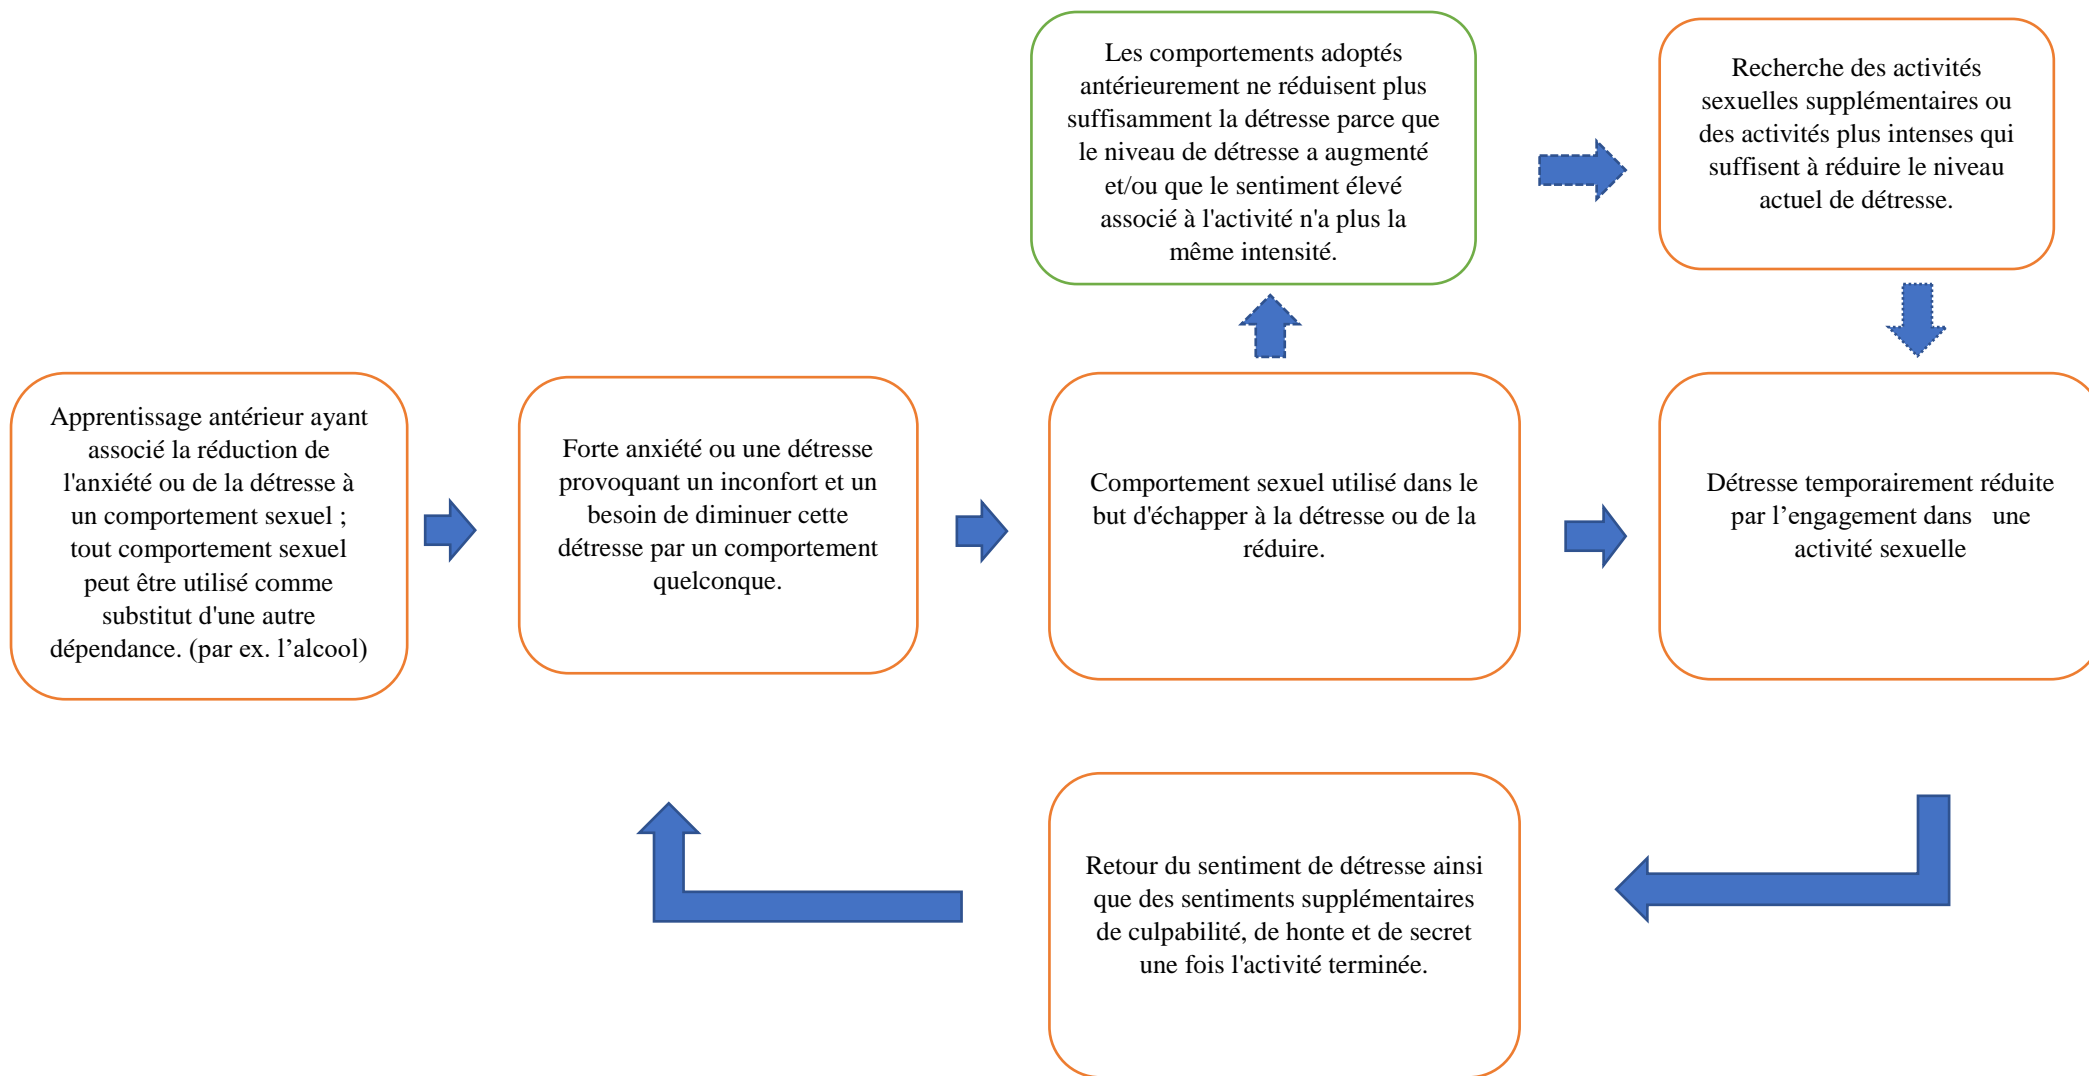 Les comportements adoptés
antérieurement ne réduisent plus
suffisamment la détresse parce que
le niveau de détresse a augmenté
et/ou que le sentiment élevé
associé à l'activité n'a plus la
même intensité.
Recherche des activités
sexuelles supplémentaires ou
des activités plus intenses qui
suffisent à réduire le niveau
actuel de détresse.
Apprentissage antérieur ayant
associé la réduction de
l'anxiété ou de la détresse à
un comportement sexuel ;
tout comportement sexuel
peut être utilisé comme
substitut d'une autre
dépendance. (par ex. l’alcool)
Forte anxiété ou une détresse
provoquant un inconfort et un
besoin de diminuer cette
détresse par un comportement
quelconque.
Comportement sexuel utilisé dans le
but d'échapper à la détresse ou de la
réduire.
Détresse temporairement réduite
par l’engagement dans une
activité sexuelle
Retour du sentiment de détresse ainsi
que des sentiments supplémentaires
de culpabilité, de honte et de secret
une fois l'activité terminée.